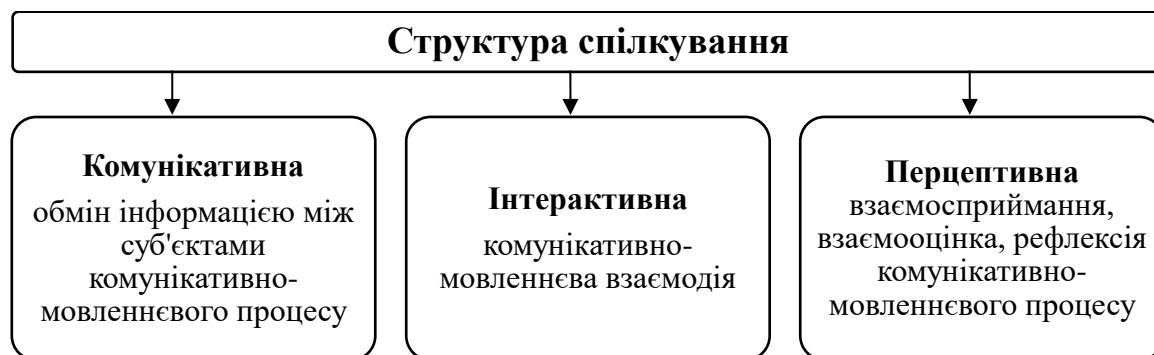 Структура спілкування
Комунікативна
обмін інформацією між
суб'єктами
комунікативно-
мовленнєвого процесу
Інтерактивна
комунікативно-
мовленнєва взаємодія
Перцептивна
взаємосприймання,
взаємооцінка, рефлексія
комунікативно-
мовленнєвого процесу